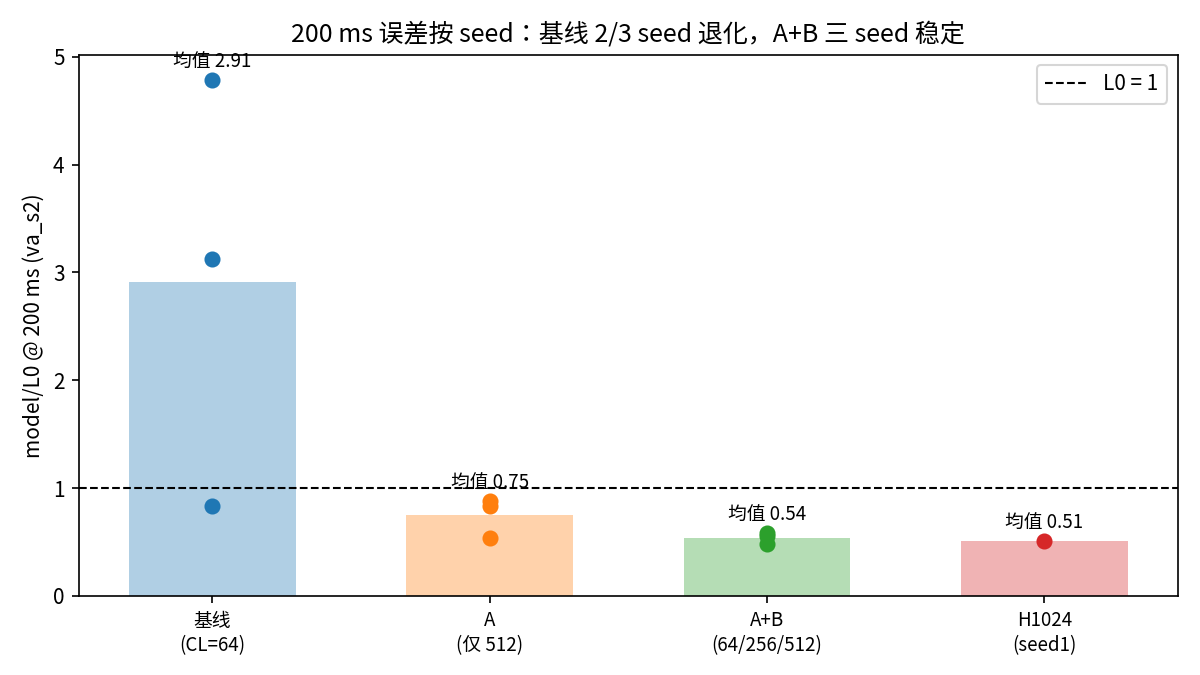 200 ms 误差按 seed：基线 2/3 seed 退化，A+B 三 seed 稳定
model/L0 @ 200 ms (va_s2)
5
4
3
2
1
0
L0 = 1
均值 2.91
均值 0.75
均值 0.54
均值 0.51
基线
(CL=64)
A
(仅 512)
A+B
(64/256/512)
H1024
(seed1)